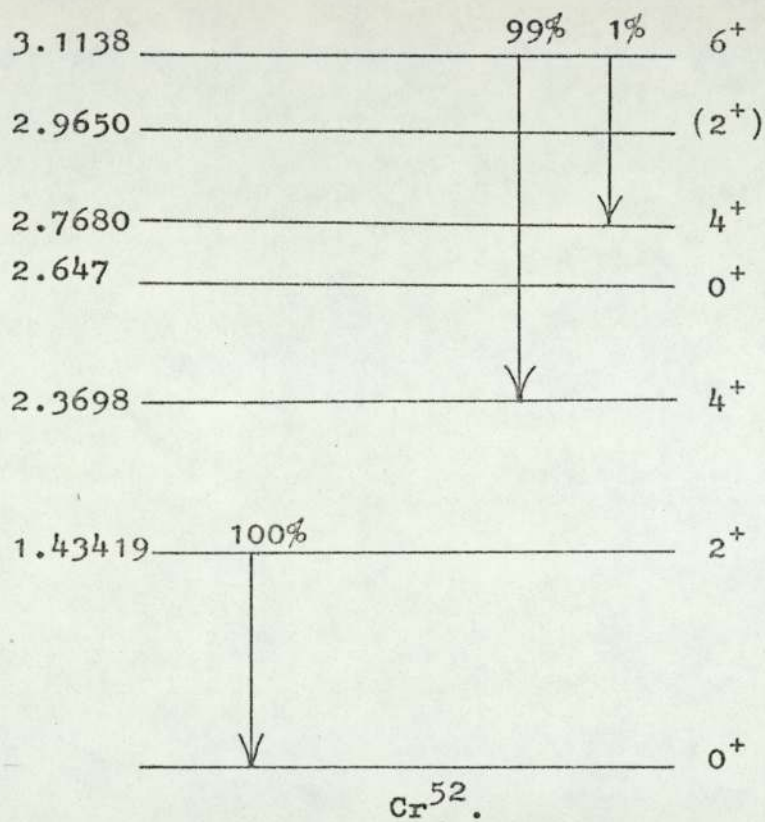 3.1138 99% 1% 6⁺
2.9650 (2⁺)
2.7680 4⁺
2.647 0⁺
2.3698 4⁺
1.43419 100% 2⁺
0⁺
Cr⁵².